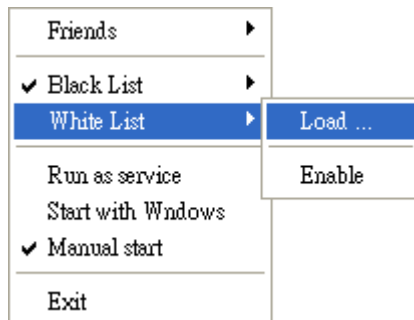 Friends
Black List
White List
Load ...
Enable
Run as service
Start with Wndows
Manual start
Exit